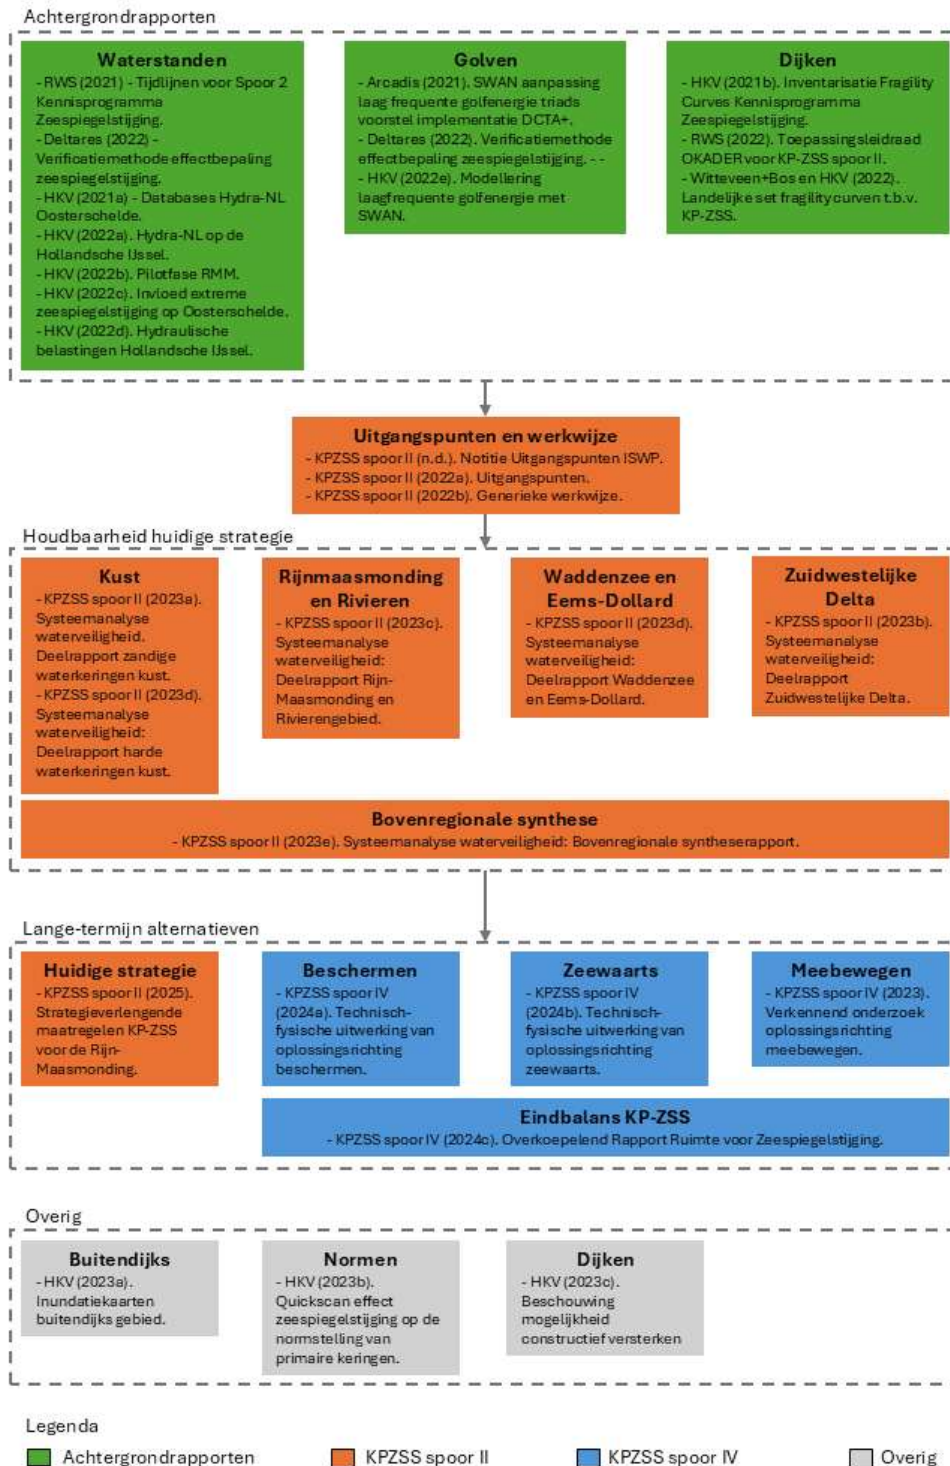 Achtergrondrapporten
Waterstanden
- RWS (2021) - Tijdlijnen voor Spoor 2
Kennisprogramma
Zeespiegelstijging.
- Deltares (2022) -
Verificatiemethode effectbepaling
zeespiegelstijging.
- HKV (2021a) - Databases Hydra-NL
Oosterschelde.
- HKV (2022a). Hydra-NL op de
Hollandsche IJssel.
- HKV (2022b). Pilotfase RMM.
- HKV (2022c). Invloed extreme
zeespiegelstijging op Oosterschelde.
- HKV (2022d). Hydraulische
belastingen Hollandsche IJssel.
Golven
- Arcadis (2021). SWAN aanpassing
laag frequente golfenergie triads
voorstel implementatie DCTA+.
- Deltares (2022). Verificatiemethode
effectbepaling zeespiegelstijging. - -
- HKV (2022e). Modellering
laagfrequente golfenergie met
SWAN.
Dijken
- HKV (2021b). Inventarisatie Fragility
Curves Kennisprogramma
Zeespiegelstijging.
- RWS (2022). Toepassingsleidraad
OKADER voor KP-ZSS spoor II.
- Witteveen+Bos en HKV (2022).
Landelijke set fragility curven t.b.v.
KP-ZSS.
Uitgangspunten en werkwijze
- KPZSS spoor II (n.d.). Notitie Uitgangspunten ISWP.
- KPZSS spoor II (2022a). Uitgangspunten.
- KPZSS spoor II (2022b). Generieke werkwijze.
Houdbaarheid huidige strategie
Kust
- KPZSS spoor II (2023a).
Systeemanalyse
waterveiligheid.
Deelrapport zandige
waterkeringen kust.
- KPZSS spoor II (2023d).
Systeemanalyse
waterveiligheid:
Deelrapport harde
waterkeringen kust.
Rijnmaasmonding
en Rivieren
- KPZSS spoor II (2023c).
Systeemanalyse
waterveiligheid:
Deelrapport Rijn-
Maasmonding en
Rivierengebied.
Waddenzee en
Eems-Dollard
- KPZSS spoor II (2023d).
Systeemanalyse
waterveiligheid:
Deelrapport Waddenzee
en Eems-Dollard.
Zuidwestelijke
Delta
- KPZSS spoor II (2023b).
Systeemanalyse
waterveiligheid:
Deelrapport
Zuidwestelijke Delta.
Bovenregionale synthese
- KPZSS spoor II (2023e). Systeemanalyse waterveiligheid: Bovenregionale syntheserapport.
Lange-termijn alternatieven
Huidige strategie
- KPZSS spoor II (2025).
Strategieverlengende
maatregelen KP-ZSS
voor de Rijn-
Maasmonding.
Beschermen
- KPZSS spoor IV
(2024a). Technisch-
fysische uitwerking van
oplossingsrichting
beschermen.
Zeewaarts
- KPZSS spoor IV
(2024b). Technisch-
fysische uitwerking van
oplossingsrichting
zeewaarts.
Meebewegen
- KPZSS spoor IV (2023).
Verkennend onderzoek
oplossingsrichting
meebewegen.
Eindbalans KP-ZSS
- KPZSS spoor IV (2024c). Overkoepelend Rapport Ruimte voor Zeespiegelstijging.
Overig
Buitendijks
- HKV (2023a).
Inundatiekaarten
buitendijks gebied.
Normen
- HKV (2023b).
Quickscan effect
zeespiegelstijging op de
normstelling van
primaire keringen.
Dijken
- HKV (2023c).
Beschouwing
mogelijkheid
constructief versterken
Legenda
Achtergrondrapporten
KPZSS spoor II
KPZSS spoor IV
Overig